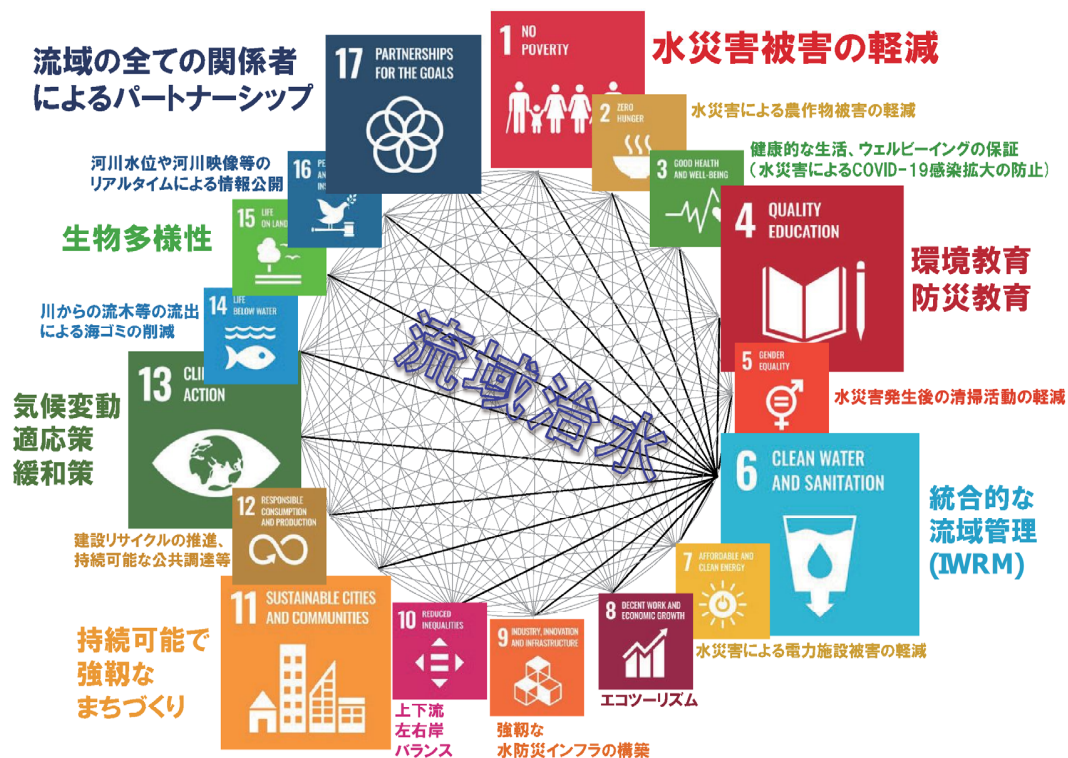 流域の全ての関係者
によるパートナーシップ
17 PARTNERSHIPS
FOR THE GOALS
1 NO
POVERTY
水災害被害の軽減
2 ZERO
HUNGER
水災害による農作物被害の軽減
3 GOOD HEALTH
AND WELL-BEING
健康的な生活、ウェルビーイングの保証
(水災害によるCOVID-19感染拡大の防止)
4 QUALITY
EDUCATION
環境教育
防災教育
5 GENDER
EQUALITY
水災害発生後の清掃活動の軽減
6 CLEAN WATER
AND SANITATION
統合的な
流域管理
(IWRM)
7 AFFORDABLE AND
CLEAN ENERGY
水災害による電力施設被害の軽減
8 DECENT WORK AND
ECONOMIC GROWTH
エコツーリズム
9 INDUSTRY, INNOVATION
AND INFRASTRUCTURE
強靭な
水防災インフラの構築
10 REDUCED
INEQUALITIES
上下流
左右岸
バランス
11 SUSTAINABLE CITIES
AND COMMUNITIES
持続可能で
強靭な
まちづくり
12 RESPONSIBLE
CONSUMPTION
AND PRODUCTION
建設リサイクルの推進、
持続可能な公共調達等
13 CLI
ACTION
気候変動
適応策
緩和策
14 LIFE
BELOW WATER
川からの流木等の流出
による海ゴミの削減
15 LIFE
ON LAND
生物多様性
16 PE
AN
INS
河川水位や河川映像等の
リアルタイムによる情報公開
流域治水